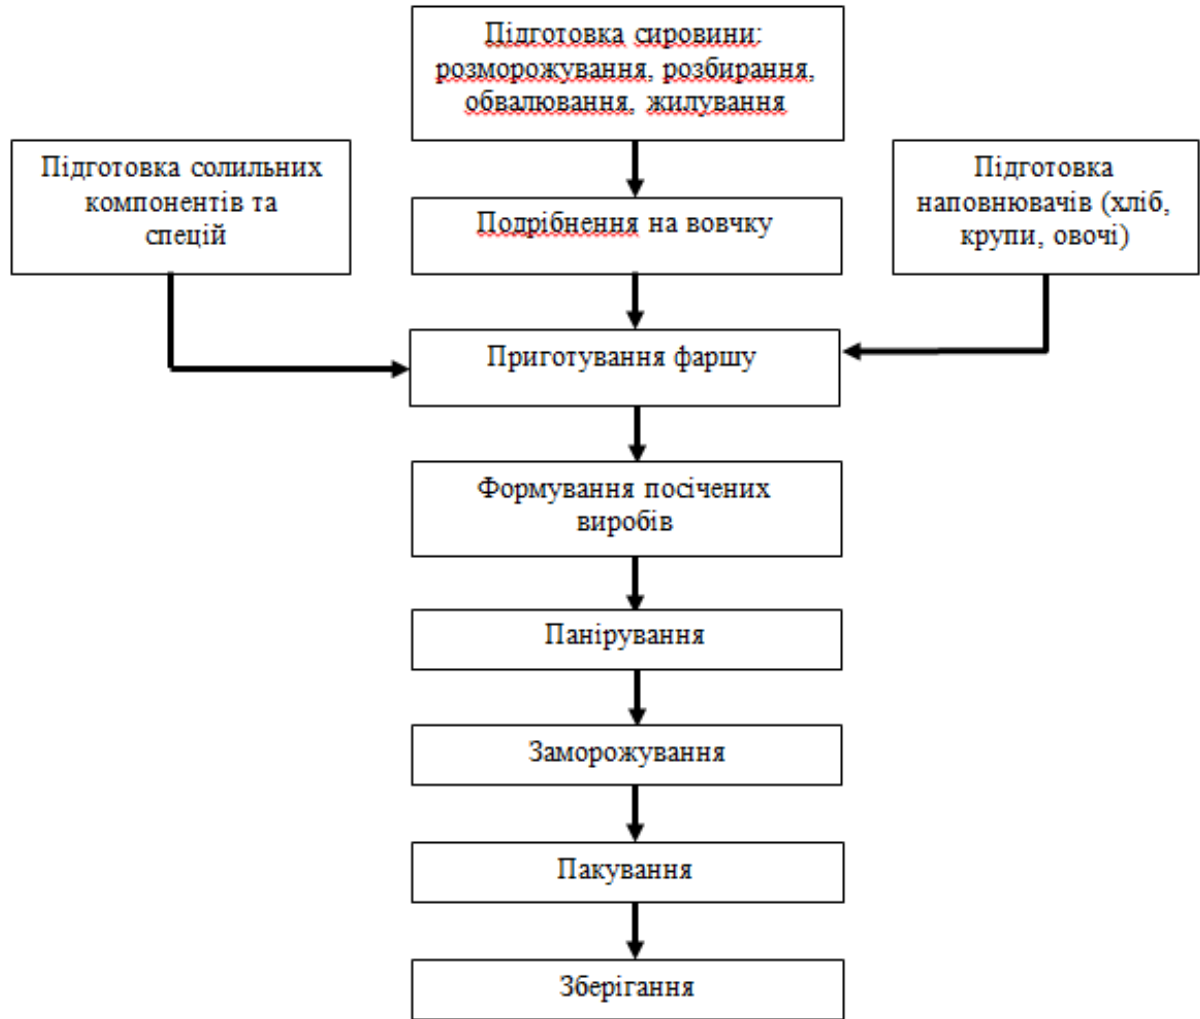 Підготовка сировини:
розморожування, розбирання,
обвалювання, жилування
Підготовка солильних
компонентів та
спецій
Підготовка
наповнювачів (хліб,
крупи, овочі)
Подрібнення на вовчку
Приготування фаршу
Формування посічених
виробів
Панірування
Заморожування
Пакування
Зберігання